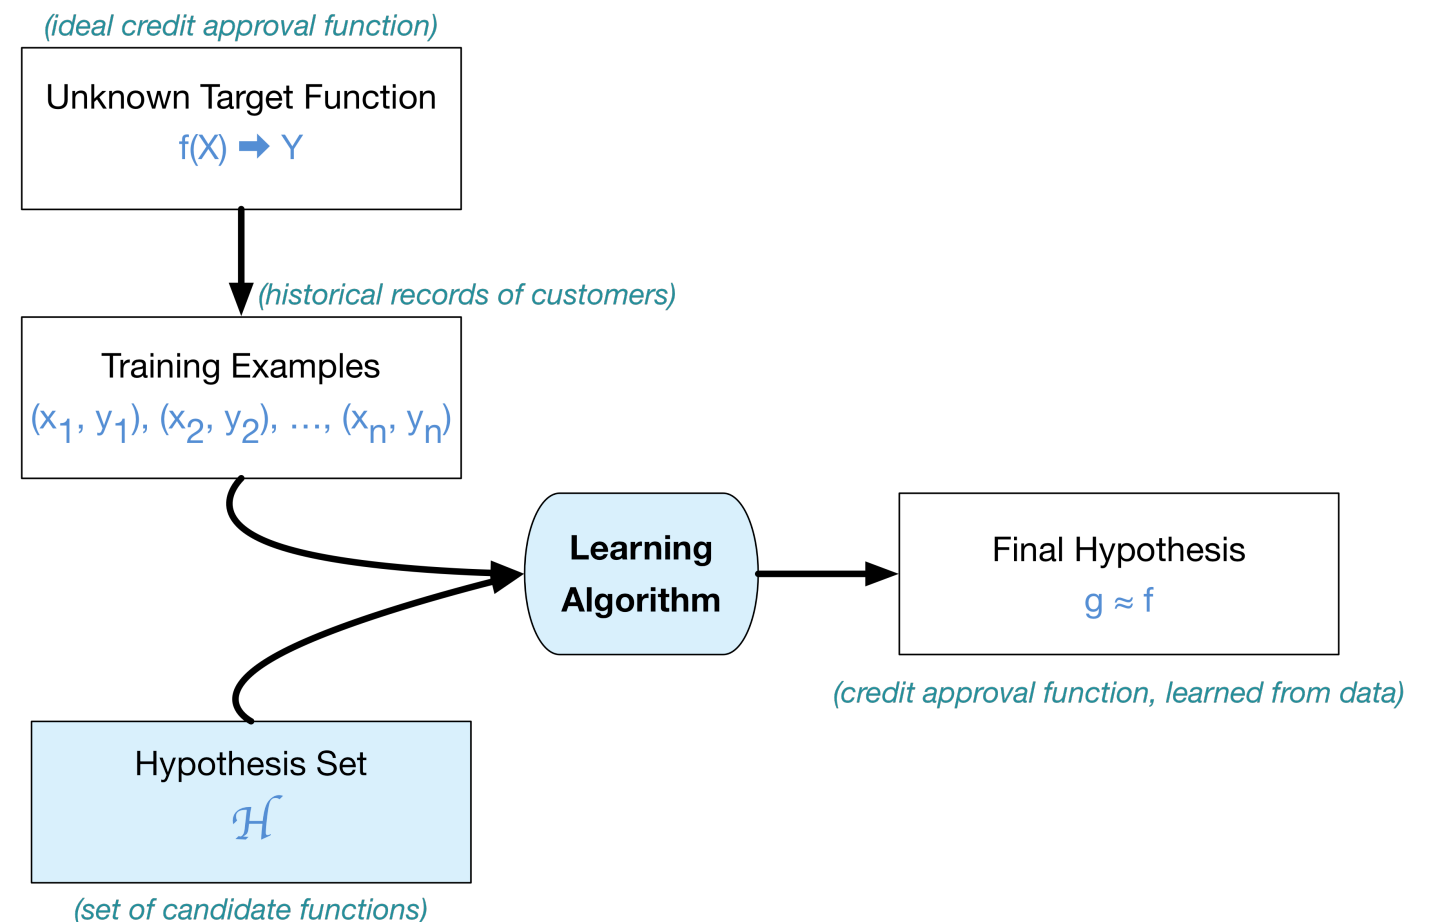 (ideal credit approval function)
Unknown Target Function
f(X) ➡ Y
(historical records of customers)
Training Examples
(x₁, y₁), (x₂, y₂), …, (xₙ, yₙ)
Learning
Algorithm
Final Hypothesis
g ≈ f
(credit approval function, learned from data)
Hypothesis Set
ℋ
(set of candidate functions)